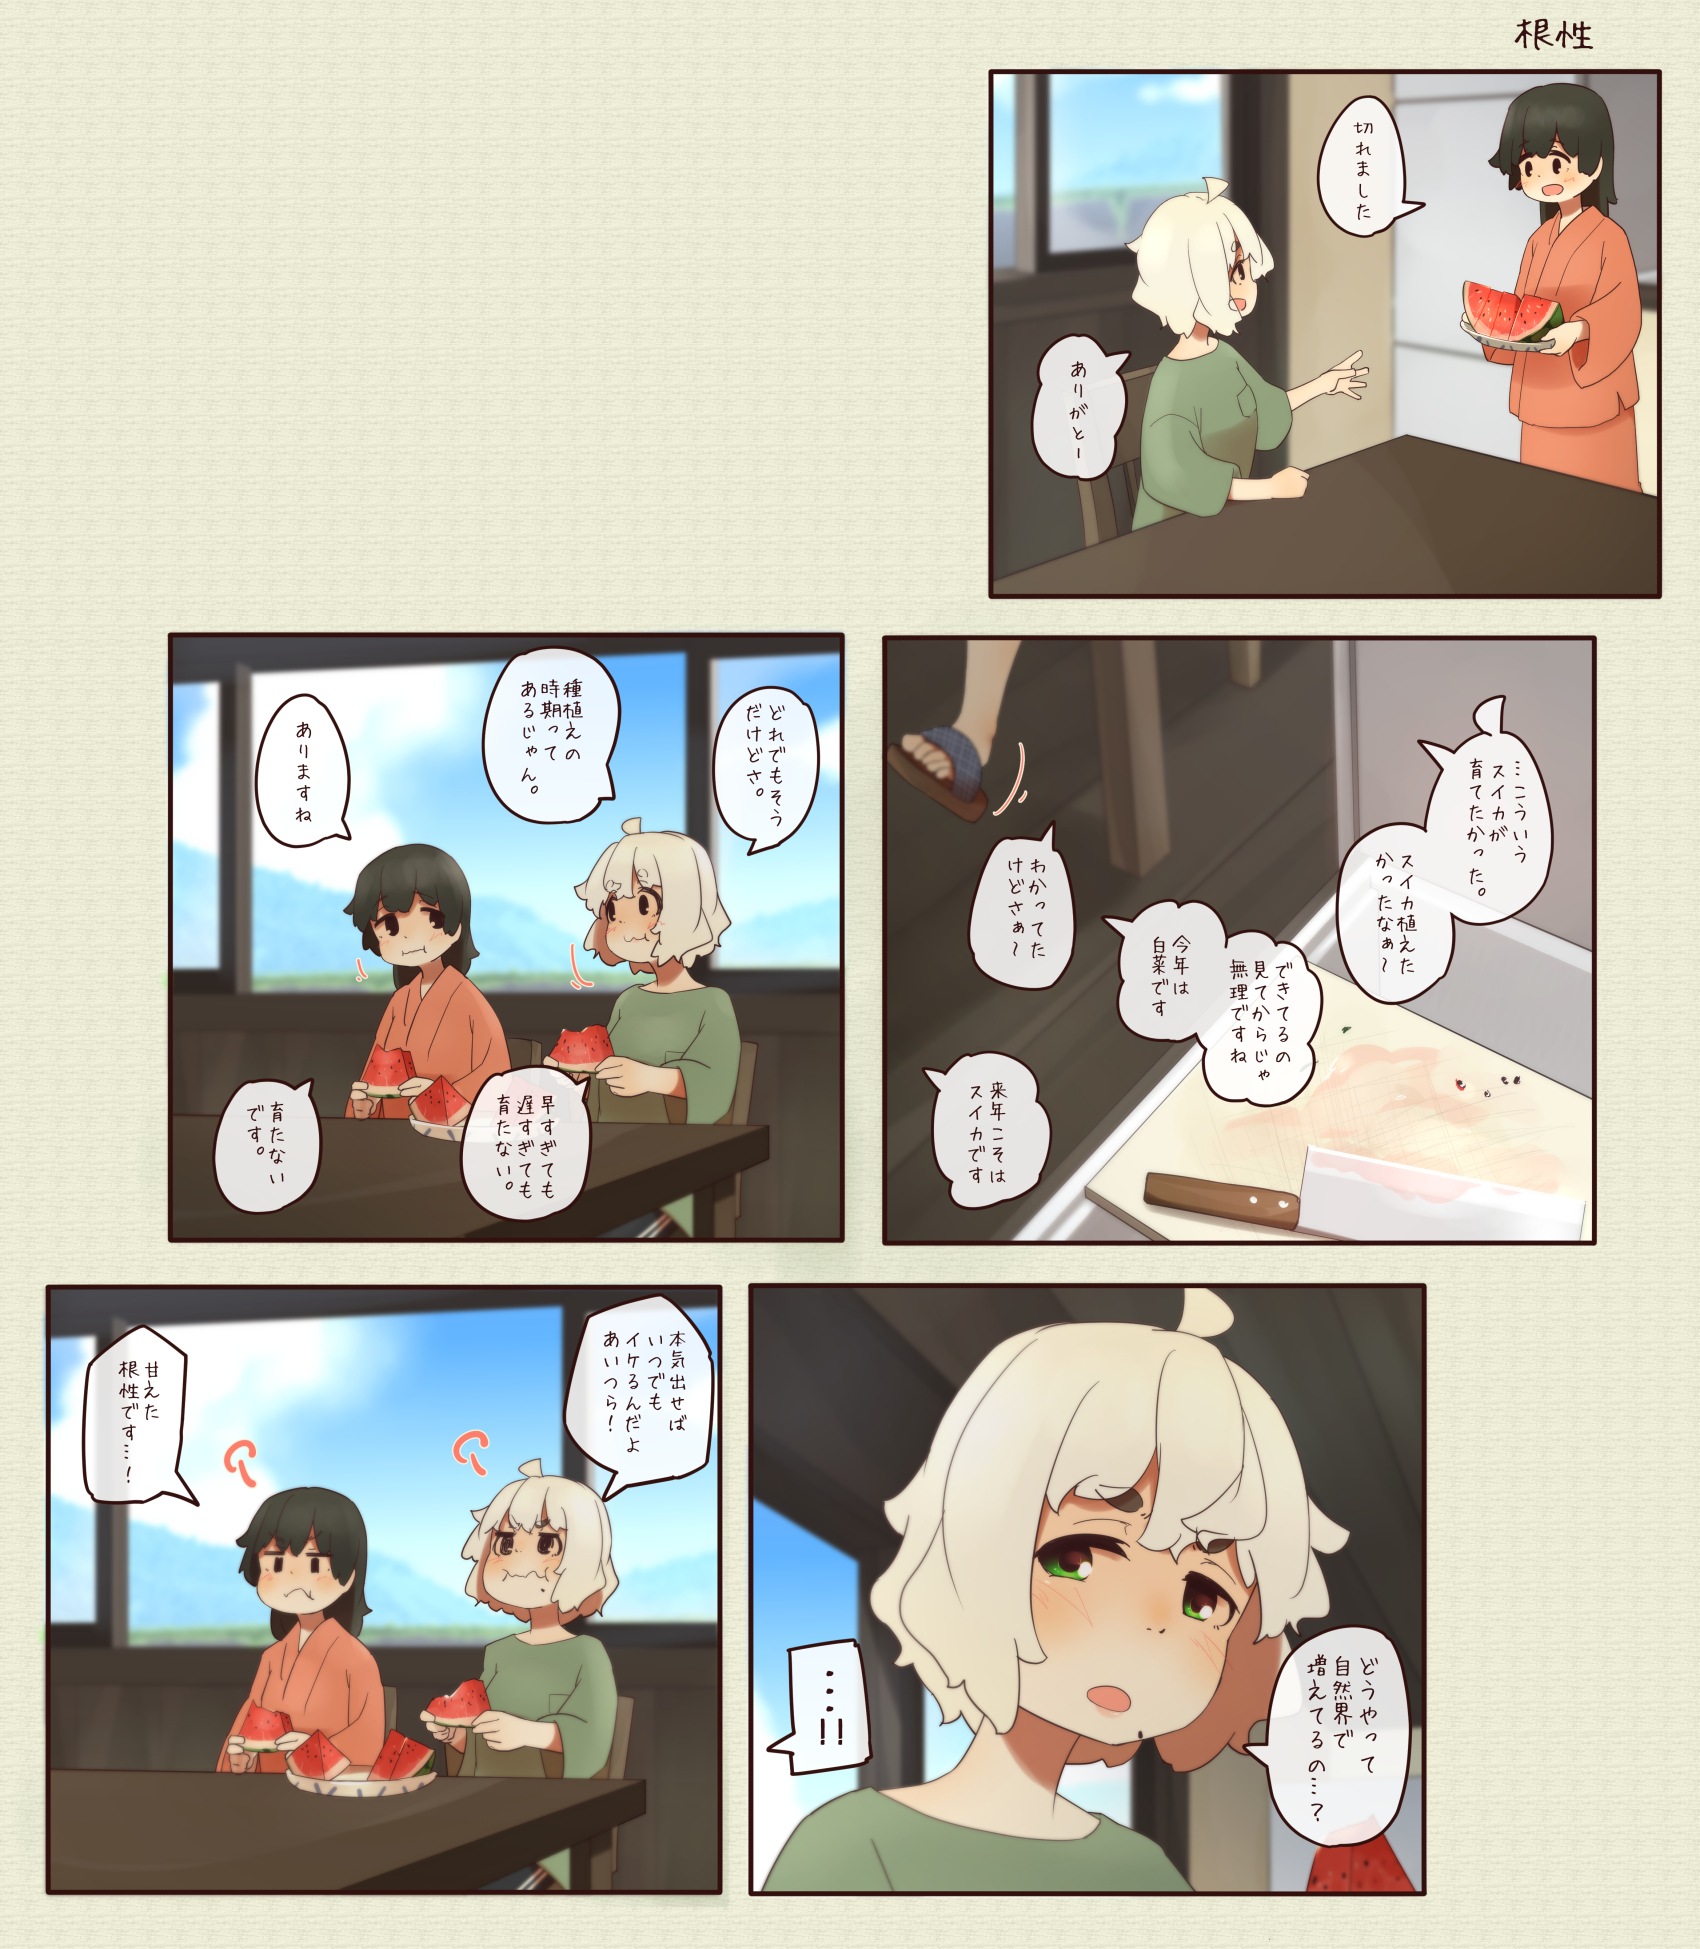 根性
切れました
ありがとー
…こういう
スイカが
育てたかった。
スイカ植えた
かったなぁ～
できてるの
見てからじゃ
無理ですね
今年は
白菜です
わかってた
けどさぁ～
来年こそは
スイカです
どれでもそう
だけどさ。
種植えの
時期って
あるじゃん。
ありますね
早すぎても
遅すぎても
育たない。
育たない
です。
どうやって
自然界で
増えてるの…？
…!!
本気出せば
いつでも
イケるんだよ
あいつら！
甘えた
根性です…！